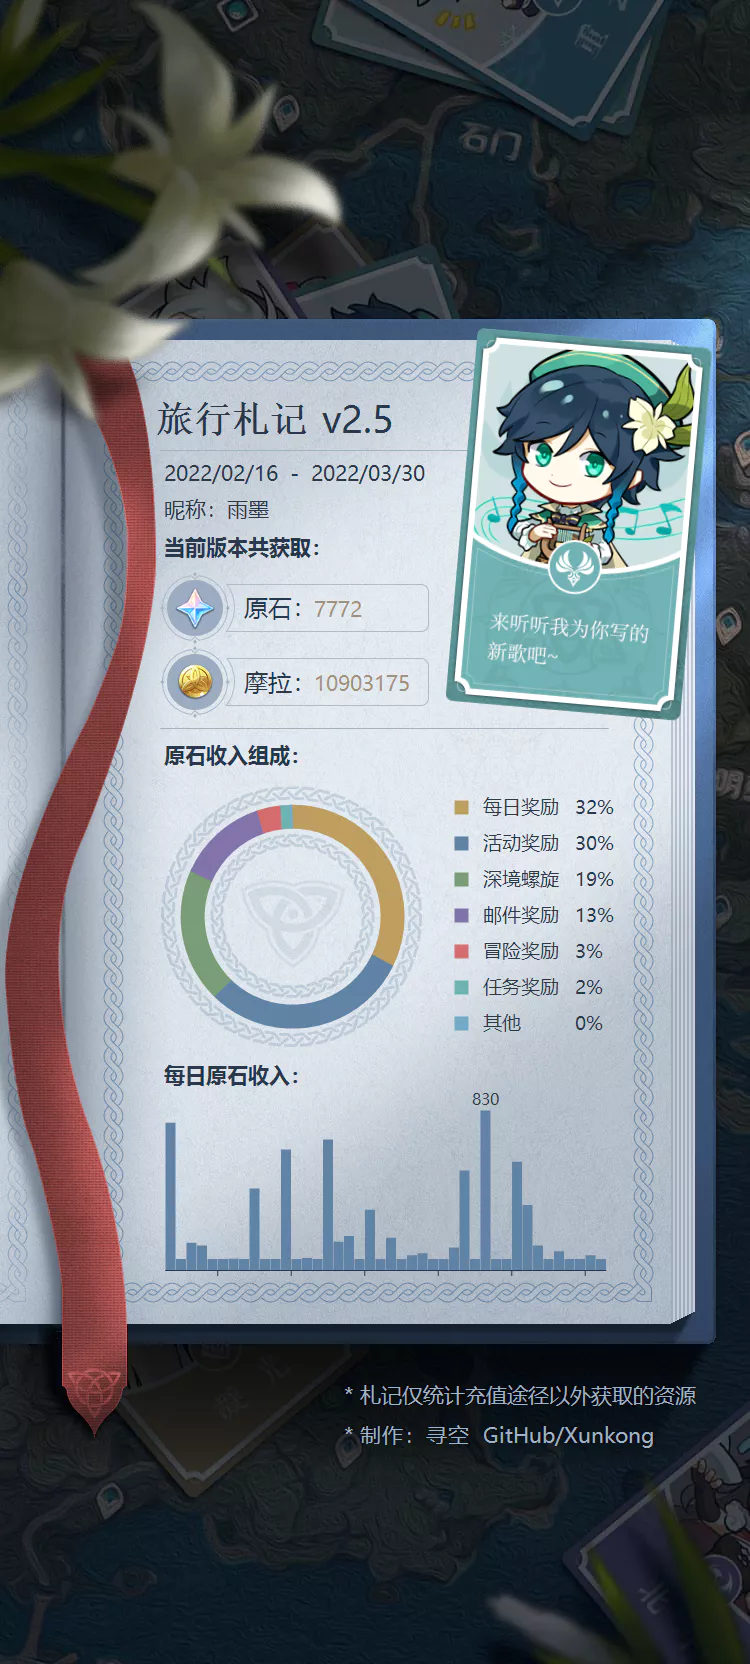 石门
旅行札记 v2.5
2022/02/16 - 2022/03/30
昵称：雨墨
当前版本共获取：
原石：7772
摩拉：10903175
来听听我为你写的
新歌吧~
原石收入组成：
每日奖励 32%
活动奖励 30%
深境螺旋 19%
邮件奖励 13%
冒险奖励 3%
任务奖励 2%
其他 0%
每日原石收入：
830
* 札记仅统计充值途径以外获取的资源
* 制作：寻空 GitHub/Xunkong
北